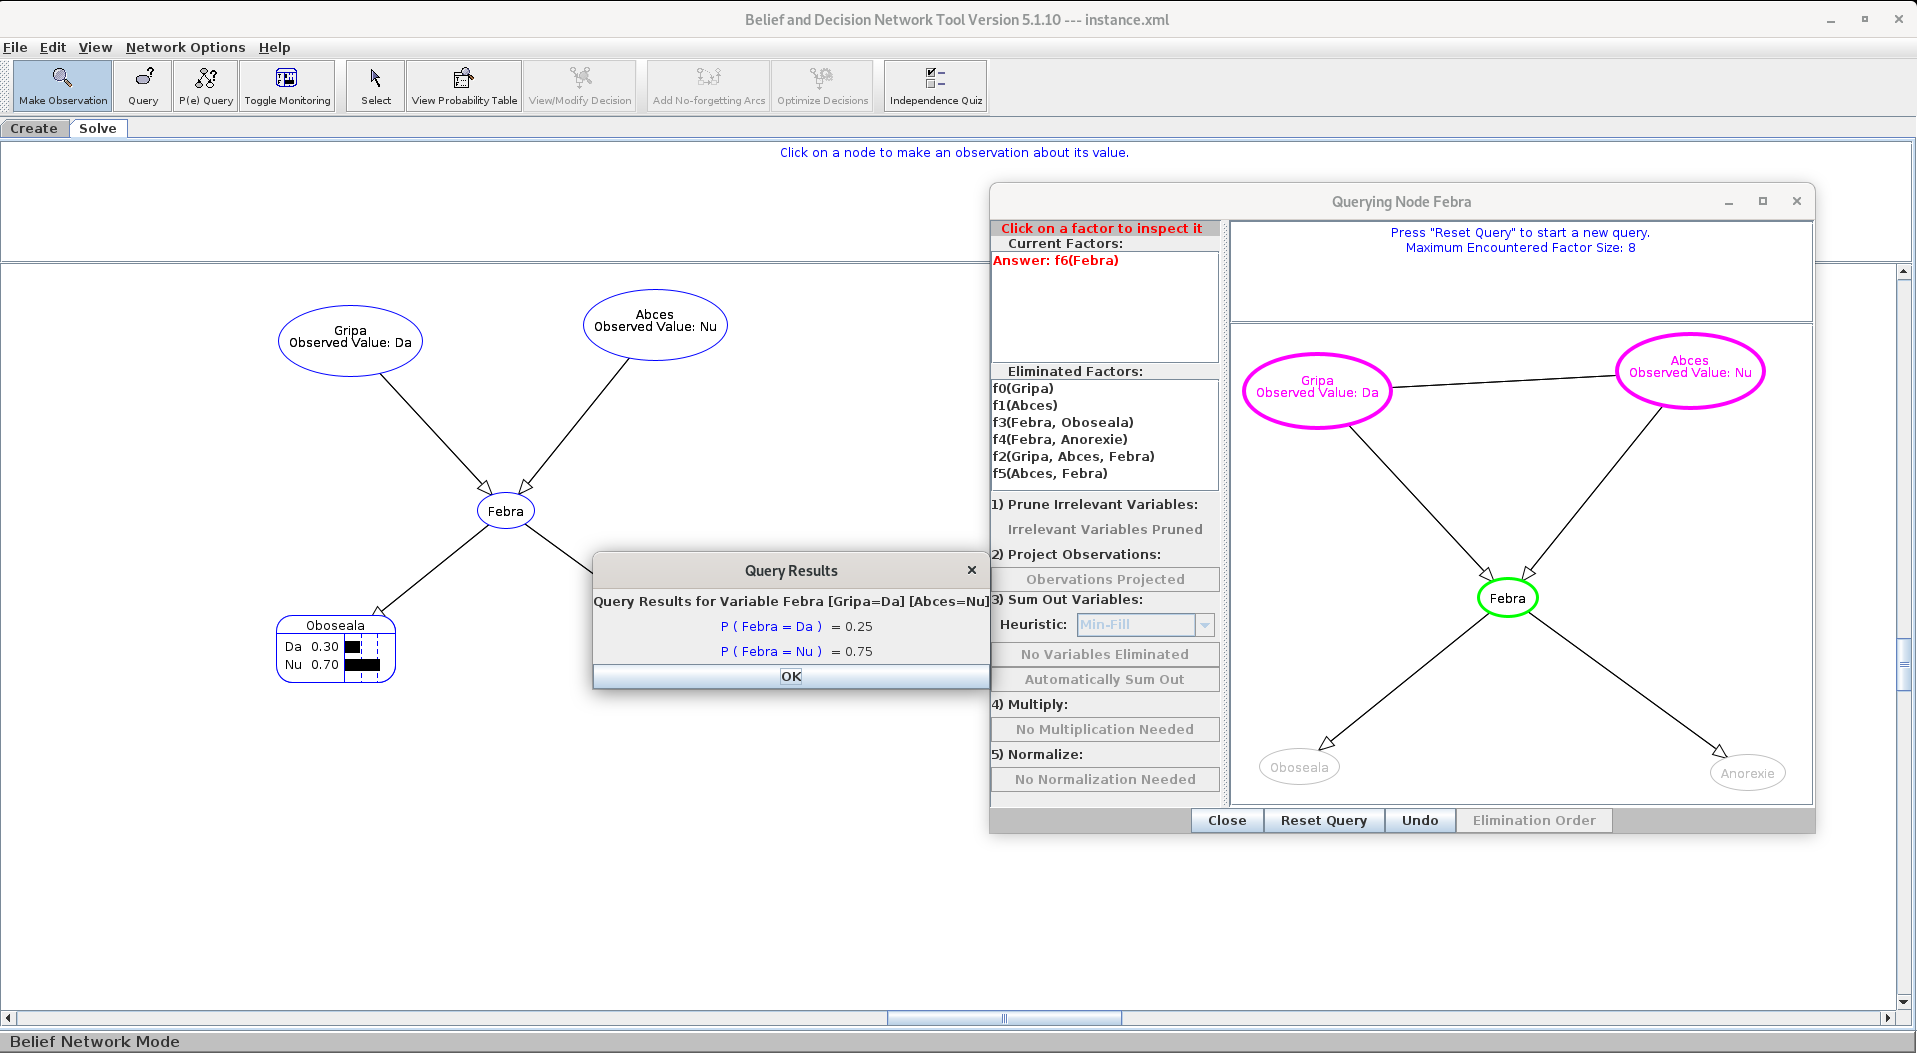 Belief and Decision Network Tool Version 5.1.10 --- instance.xml
File Edit View Network Options Help
Make Observation Query P(e) Query Toggle Monitoring Select View Probability Table View/Modify Decision Add No-forgetting Arcs Optimize Decisions Independence Quiz
Create Solve
Click on a node to make an observation about its value.
Gripa
Observed Value: Da
Abces
Observed Value: Nu
Febra
Oboseala
Da 0.30
Nu 0.70
Query Results
Query Results for Variable Febra [Gripa=Da] [Abces=Nu]
P ( Febra = Da ) = 0.25
P ( Febra = Nu ) = 0.75
OK
Querying Node Febra
Click on a factor to inspect it
Current Factors:
Answer: f6(Febra)
Eliminated Factors:
f0(Gripa)
f1(Abces)
f3(Febra, Oboseala)
f4(Febra, Anorexie)
f2(Gripa, Abces, Febra)
f5(Abces, Febra)
1) Prune Irrelevant Variables:
Irrelevant Variables Pruned
2) Project Observations:
Obervations Projected
3) Sum Out Variables:
Heuristic: Min-Fill
No Variables Eliminated
Automatically Sum Out
4) Multiply:
No Multiplication Needed
5) Normalize:
No Normalization Needed
Press "Reset Query" to start a new query.
Maximum Encountered Factor Size: 8
Gripa
Observed Value: Da
Abces
Observed Value: Nu
Febra
Oboseala
Anorexie
Close Reset Query Undo Elimination Order
Belief Network Mode